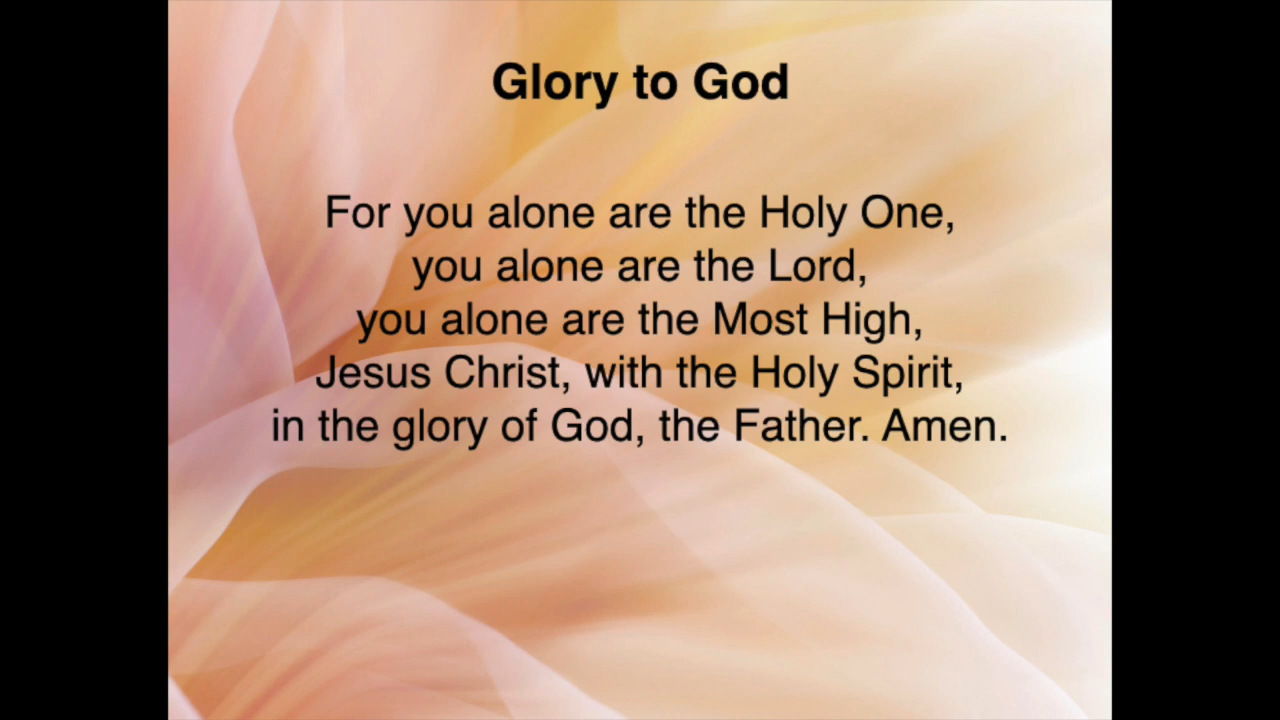 Glory to God
For you alone are the Holy One,
you alone are the Lord,
you alone are the Most High,
Jesus Christ, with the Holy Spirit,
in the glory of God, the Father. Amen.